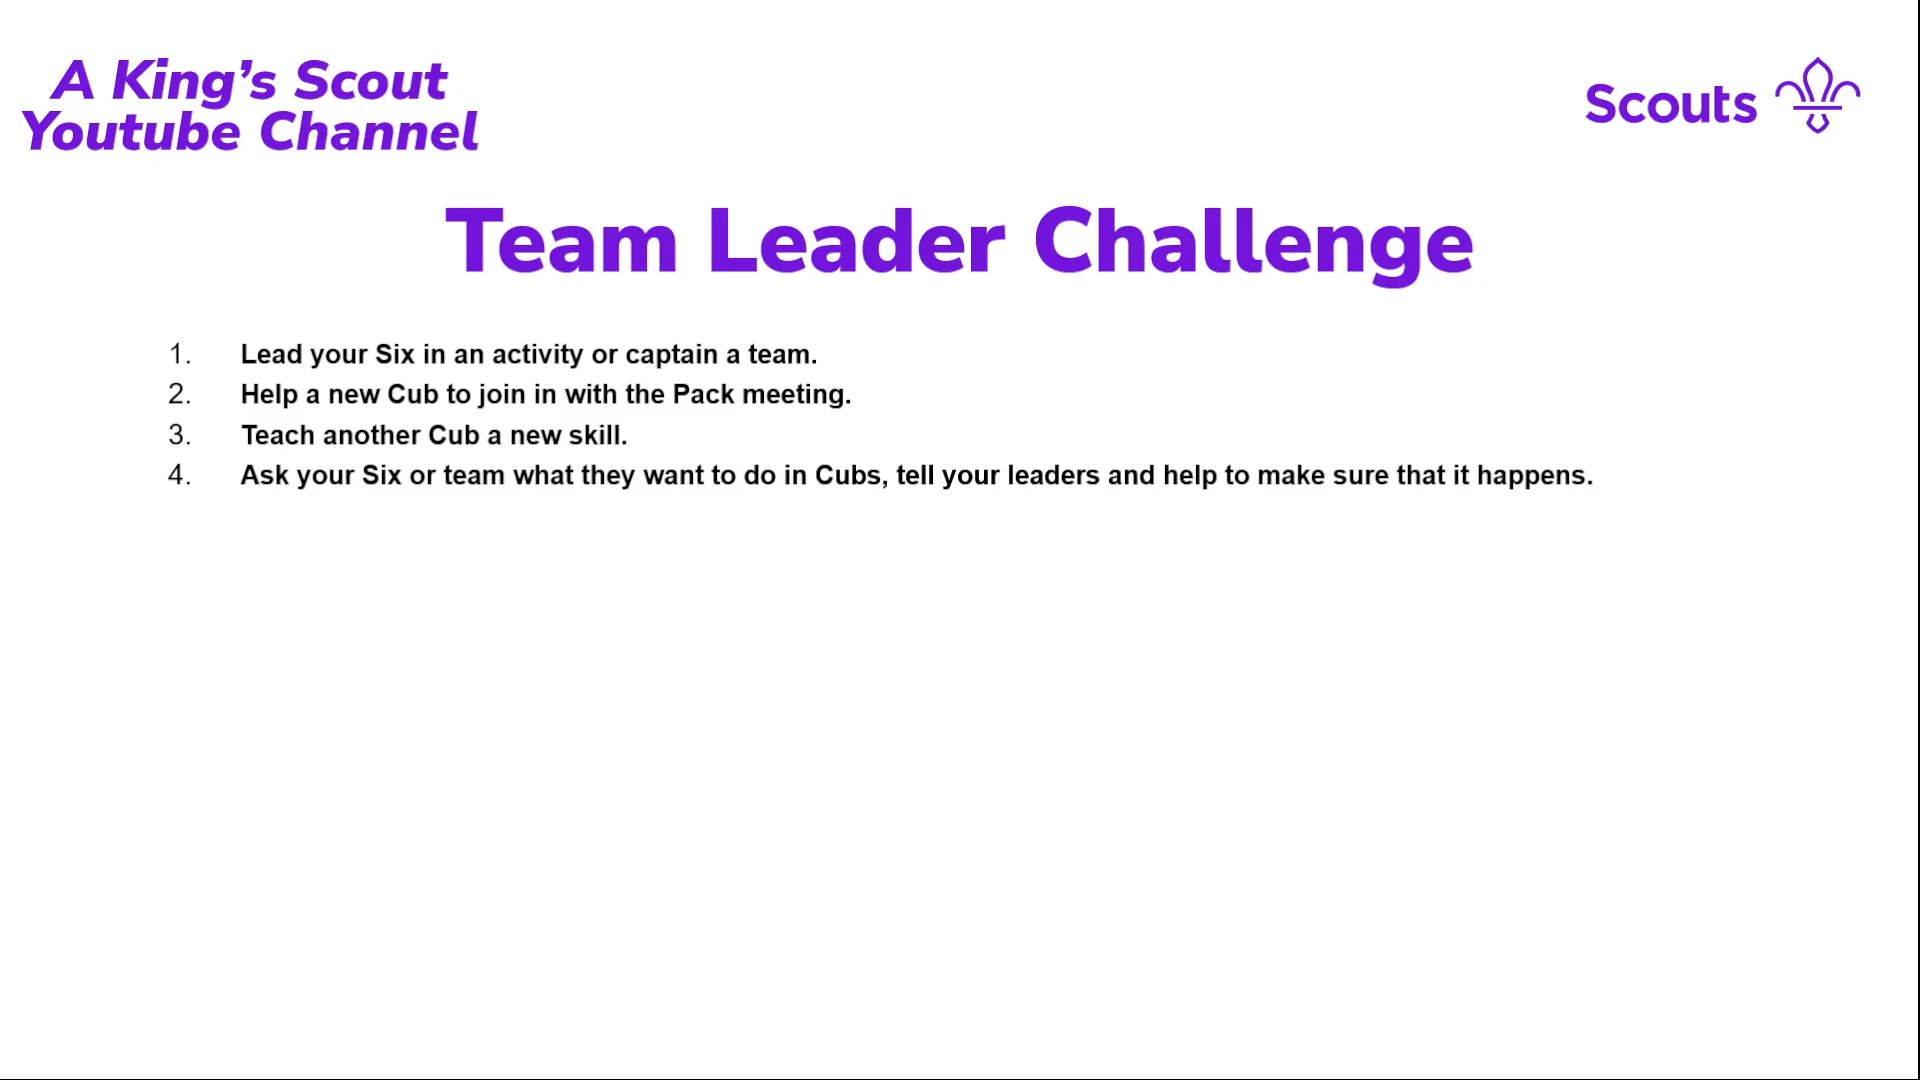 A King’s Scout
Youtube Channel
Scouts
Team Leader Challenge
1. Lead your Six in an activity or captain a team.
2. Help a new Cub to join in with the Pack meeting.
3. Teach another Cub a new skill.
4. Ask your Six or team what they want to do in Cubs, tell your leaders and help to make sure that it happens.